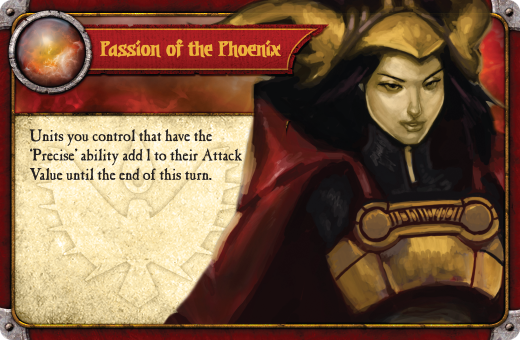 Passion of the Phoenix
Units you control that have the
'Precise' ability add 1 to their Attack
Value until the end of this turn.